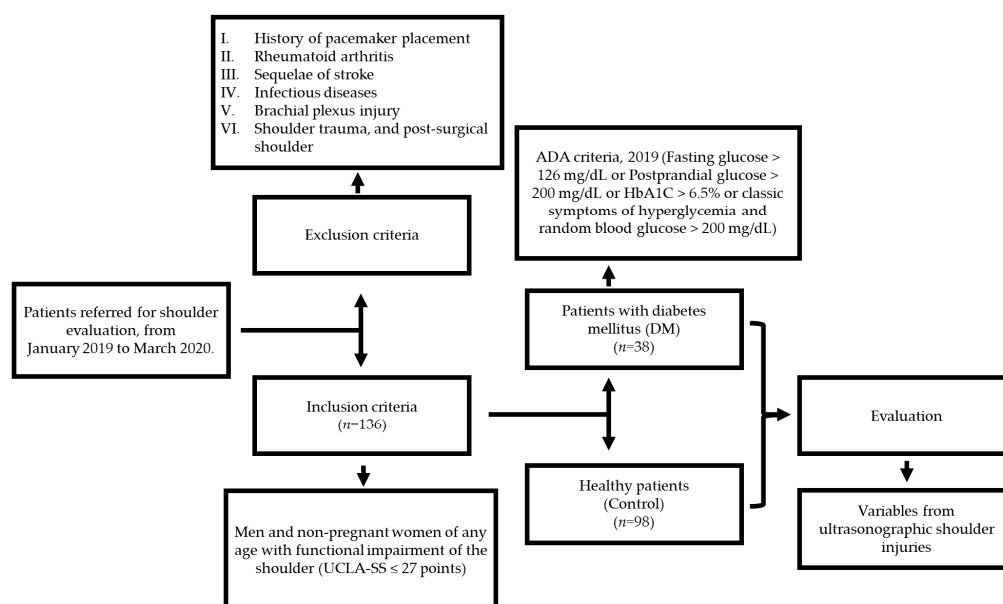 I. History of pacemaker placement
II. Rheumatoid arthritis
III. Sequelae of stroke
IV. Infectious diseases
V. Brachial plexus injury
VI. Shoulder trauma, and post-surgical
shoulder
ADA criteria, 2019 (Fasting glucose >
126 mg/dL or Postprandial glucose >
200 mg/dL or HbA1C > 6.5% or classic
symptoms of hyperglycemia and
random blood glucose > 200 mg/dL)
Exclusion criteria
Patients referred for shoulder
evaluation, from
January 2019 to March 2020.
Patients with diabetes
mellitus (DM)
(n=38)
Inclusion criteria
(n=136)
Evaluation
Healthy patients
(Control)
(n=98)
Men and non-pregnant women of any
age with functional impairment of the
shoulder (UCLA-SS ≤ 27 points)
Variables from
ultrasonographic shoulder
injuries